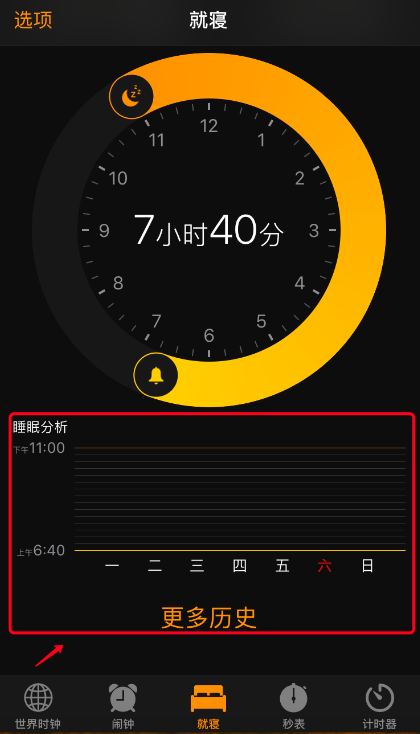 选项 就寝
12
11 1
10 2
9 7小时40分 3
8 4
7 5
6
睡眠分析
下午11:00
上午6:40
一 二 三 四 五 六 日
更多历史
世界时钟 闹钟 就寝 秒表 计时器